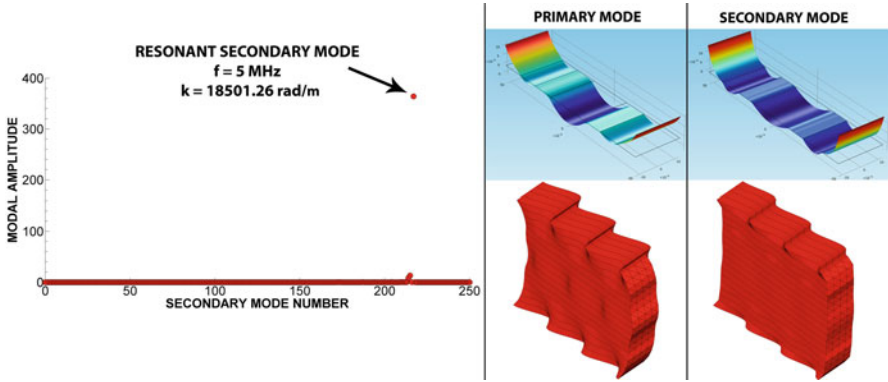 RESONANT SECONDARY MODE
f = 5 MHz
k = 18501.26 rad/m
MODAL AMPLITUDE
400
300
200
100
0
0 50 100 150 200 250
SECONDARY MODE NUMBER
PRIMARY MODE
SECONDARY MODE